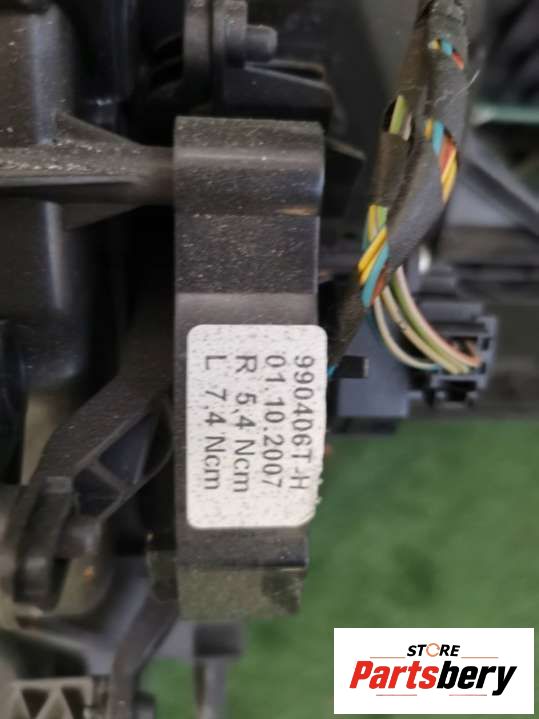 990406T-H
01.10.2007
R 5,4 Ncm
L 7,4 Ncm
STORE
Partsbery